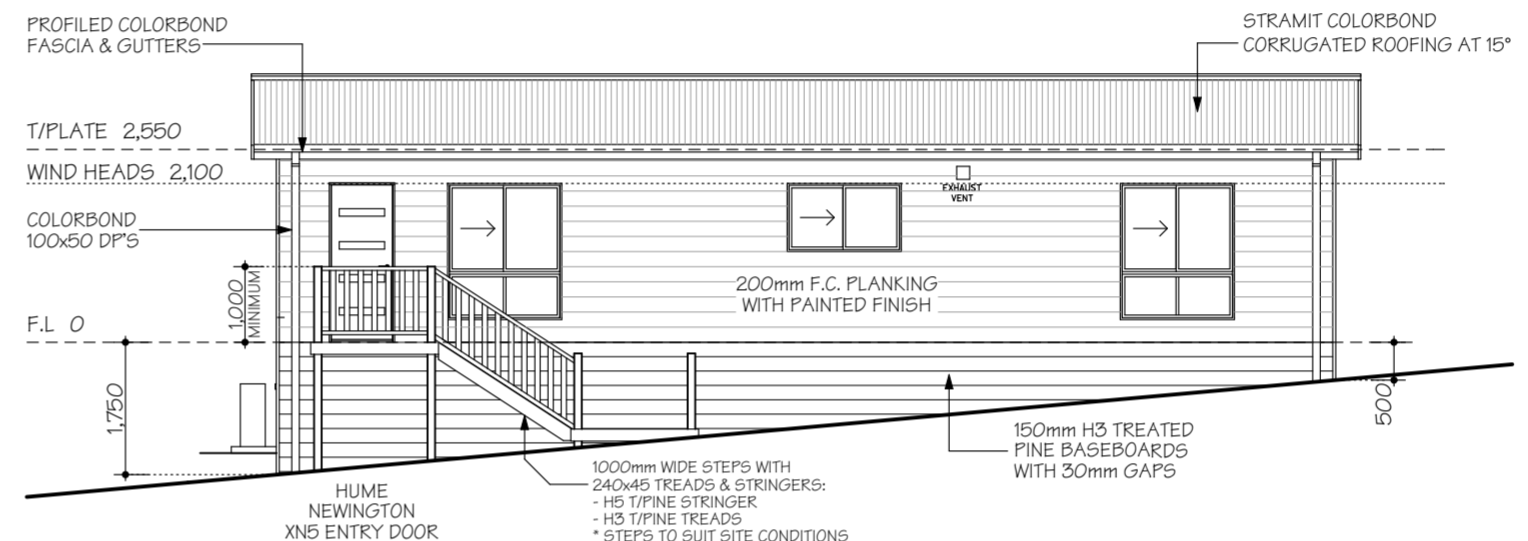 PROFILED COLORBOND
FASCIA & GUTTERS
STRAMIT COLORBOND
CORRUGATED ROOFING AT 15°
T/PLATE 2,550
WIND HEADS 2,100
EXHAUST
VENT
COLORBOND
100x50 DP'S
1,000
MINIMUM
200mm F.C. PLANKING
WITH PAINTED FINISH
F.L 0
1,750
500
150mm H3 TREATED
PINE BASEBOARDS
WITH 30mm GAPS
1000mm WIDE STEPS WITH
240x45 TREADS & STRINGERS:
- H5 T/PINE STRINGER
- H3 T/PINE TREADS
* STEPS TO SUIT SITE CONDITIONS
HUME
NEWINGTON
XN5 ENTRY DOOR